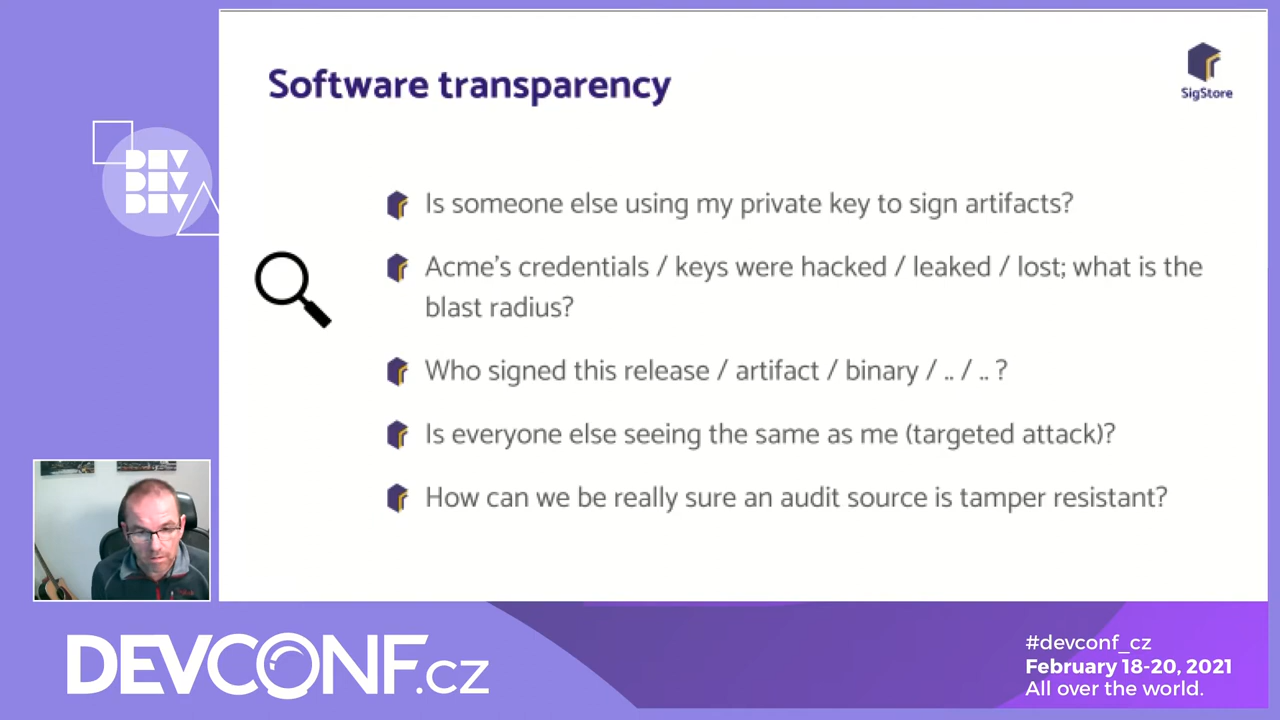 Software transparency
SigStore
DEV
DEV
DEV
Is someone else using my private key to sign artifacts?
Acme's credentials / keys were hacked / leaked / lost; what is the
blast radius?
Who signed this release / artifact / binary / .. / .. ?
Is everyone else seeing the same as me (targeted attack)?
How can we be really sure an audit source is tamper resistant?
DEVCONF.cz
#devconf_cz
February 18-20, 2021
All over the world.